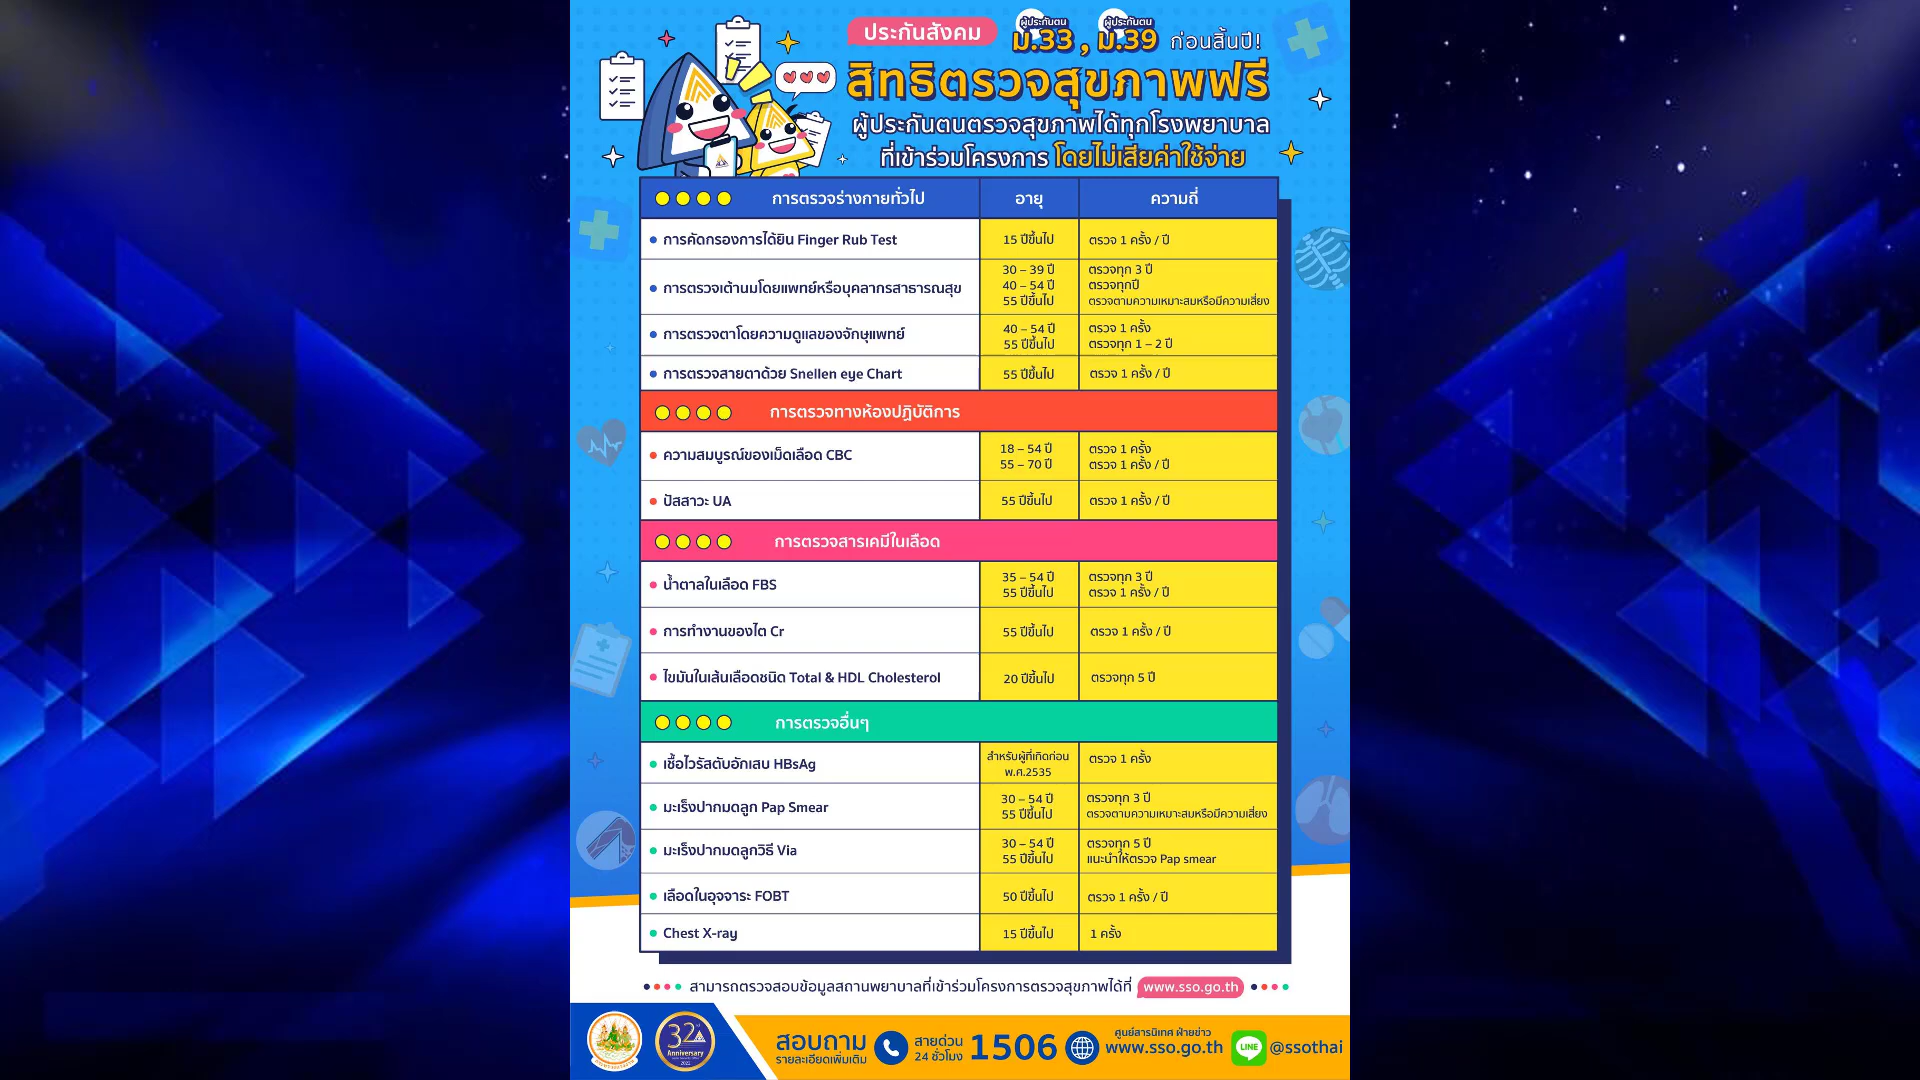 ประกันสังคม
ผู้ประกันตน ม.33 , ผู้ประกันตน ม.39 ก่อนสิ้นปี!
สิทธิตรวจสุขภาพฟรี
ผู้ประกันตนตรวจสุขภาพได้ทุกโรงพยาบาล
ที่เข้าร่วมโครงการ โดยไม่เสียค่าใช้จ่าย
การตรวจร่างกายทั่วไป อายุ ความถี่
• การคัดกรองการได้ยิน Finger Rub Test 15 ปีขึ้นไป ตรวจ 1 ครั้ง / ปี
• การตรวจเต้านมโดยแพทย์หรือบุคลากรสาธารณสุข
30 – 39 ปี ตรวจทุก 3 ปี
40 – 54 ปี ตรวจทุกปี
55 ปีขึ้นไป ตรวจตามความเหมาะสมหรือมีความเสี่ยง
• การตรวจตาโดยความดูแลของจักษุแพทย์
40 – 54 ปี ตรวจ 1 ครั้ง
55 ปีขึ้นไป ตรวจทุก 1 – 2 ปี
• การตรวจสายตาด้วย Snellen eye Chart 55 ปีขึ้นไป ตรวจ 1 ครั้ง / ปี
การตรวจทางห้องปฏิบัติการ
• ความสมบูรณ์ของเม็ดเลือด CBC
18 – 54 ปี ตรวจ 1 ครั้ง
55 – 70 ปี ตรวจ 1 ครั้ง / ปี
• ปัสสาวะ UA 55 ปีขึ้นไป ตรวจ 1 ครั้ง / ปี
การตรวจสารเคมีในเลือด
• น้ำตาลในเลือด FBS
35 – 54 ปี ตรวจทุก 3 ปี
55 ปีขึ้นไป ตรวจ 1 ครั้ง / ปี
• การทำงานของไต Cr 55 ปีขึ้นไป ตรวจ 1 ครั้ง / ปี
• ไขมันในเส้นเลือดชนิด Total & HDL Cholesterol 20 ปีขึ้นไป ตรวจทุก 5 ปี
การตรวจอื่นๆ
• เชื้อไวรัสตับอักเสบ HBsAg
สำหรับผู้ที่เกิดก่อน ตรวจ 1 ครั้ง
พ.ศ.2535
• มะเร็งปากมดลูก Pap Smear
30 – 54 ปี ตรวจทุก 3 ปี
55 ปีขึ้นไป ตรวจตามความเหมาะสมหรือมีความเสี่ยง
• มะเร็งปากมดลูกวิธี Via
30 – 54 ปี ตรวจทุก 5 ปี
55 ปีขึ้นไป แนะนำให้ตรวจ Pap smear
• เลือดในอุจจาระ FOBT 50 ปีขึ้นไป ตรวจ 1 ครั้ง / ปี
• Chest X-ray 15 ปีขึ้นไป 1 ครั้ง
สามารถตรวจสอบข้อมูลสถานพยาบาลที่เข้าร่วมโครงการตรวจสุขภาพได้ที่ www.sso.go.th
32
Anniversary
สอบถาม
รายละเอียดเพิ่มเติม
สายด่วน
24 ชั่วโมง
1506
ศูนย์สารนิเทศ ฝ่ายข่าว
www.sso.go.th
LINE
@ssothai